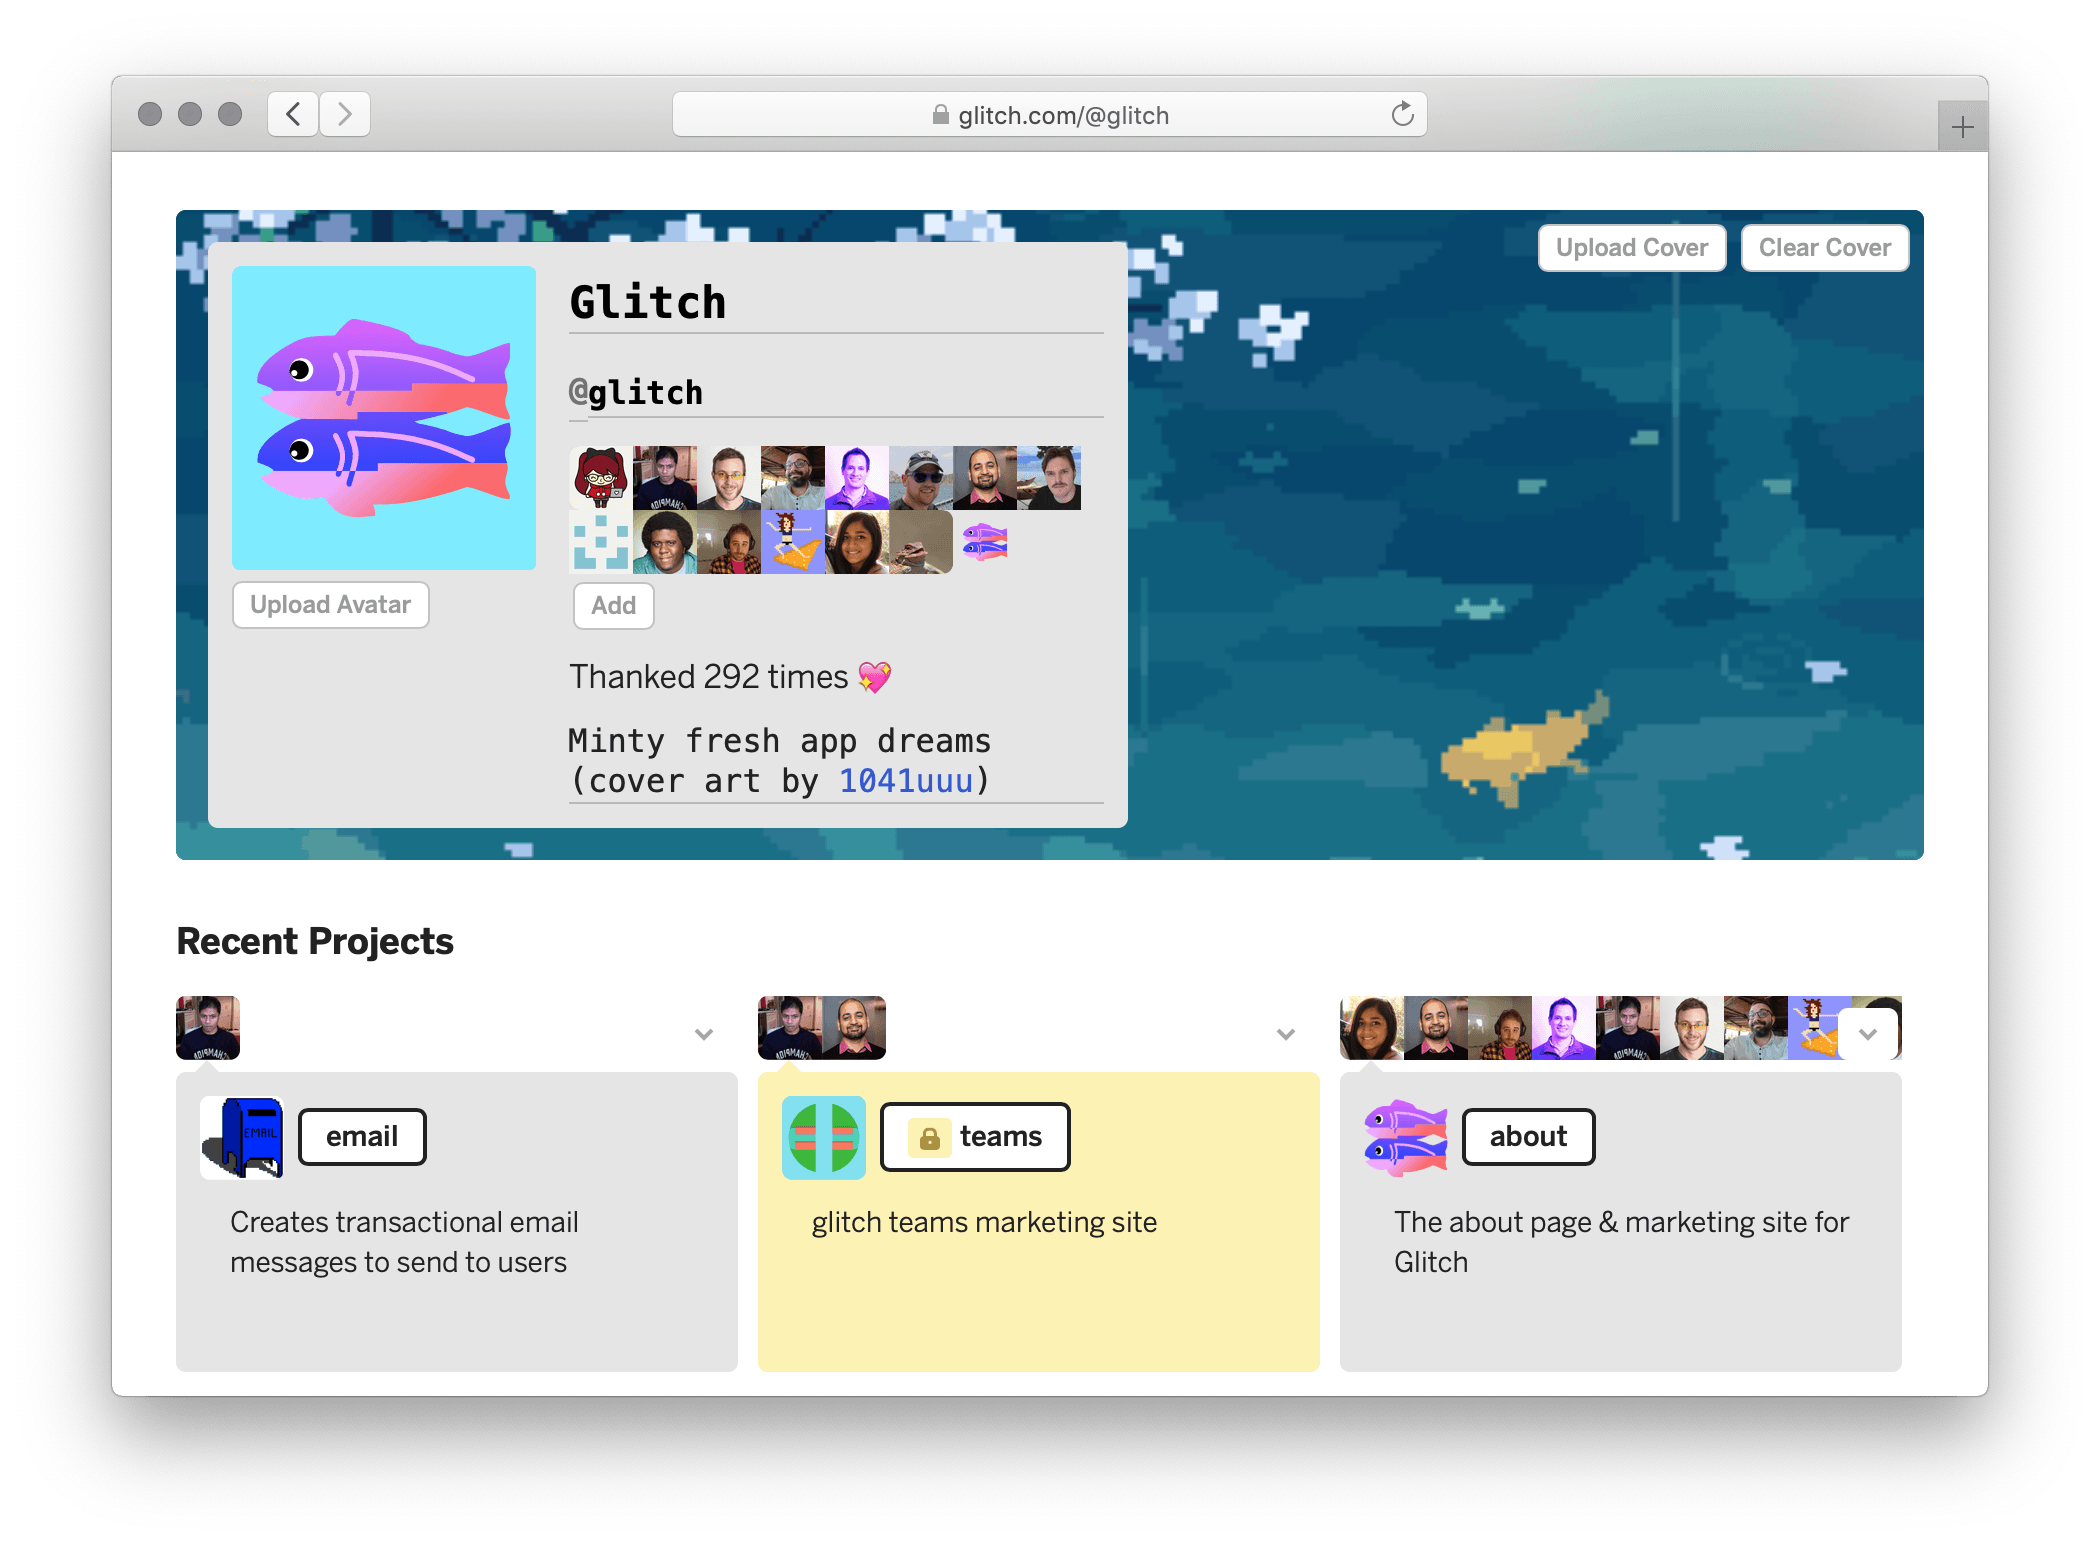 glitch.com/@glitch
Upload Cover
Clear Cover
Glitch
@glitch
Upload Avatar
Add
Thanked 292 times 💖
Minty fresh app dreams
(cover art by 1041uuu)
Recent Projects
EMAIL
email
Creates transactional email
messages to send to users
teams
glitch teams marketing site
about
The about page & marketing site for
Glitch